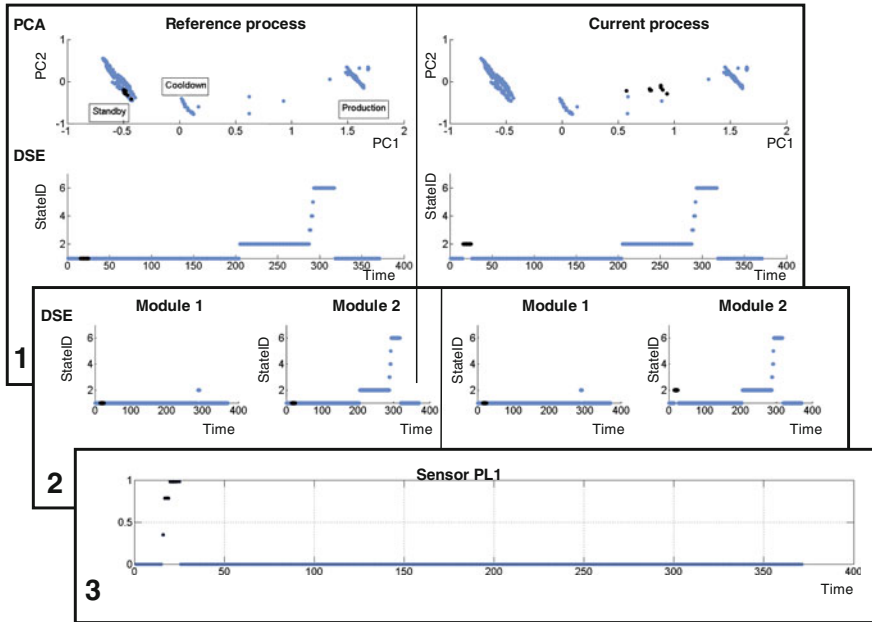 PCA Reference process Current process
1
PC2
0
-1
Standby
Cooldown
Production
-1 -0.5 0 0.5 1 1.5 2
PC1
1
PC2
0
-1
-1 -0.5 0 0.5 1 1.5 2
PC1
DSE
StateID
6
4
2
0 50 100 150 200 250 300 350 400
Time
StateID
6
4
2
0 50 100 150 200 250 300 350 400
Time
1
DSE Module 1 Module 2 Module 1 Module 2
StateID
6
4
2
0 100 200 300 400
Time
StateID
6
4
2
0 100 200 300 400
Time
StateID
6
4
2
0 100 200 300 400
Time
StateID
6
4
2
0 100 200 300 400
Time
2
Sensor PL1
1
0.5
0
0 50 100 150 200 250 300 350 400
Time
3